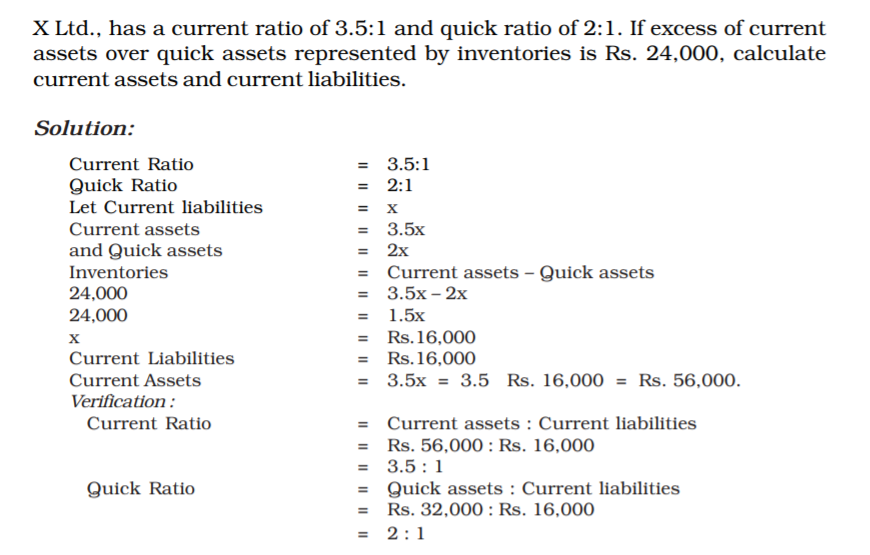 X Ltd., has a current ratio of 3.5:1 and quick ratio of 2:1. If excess of current
assets over quick assets represented by inventories is Rs. 24,000, calculate
current assets and current liabilities.
Solution:
Current Ratio = 3.5:1
Quick Ratio = 2:1
Let Current liabilities = x
Current assets = 3.5x
and Quick assets = 2x
Inventories = Current assets – Quick assets
24,000 = 3.5x – 2x
24,000 = 1.5x
x = Rs.16,000
Current Liabilities = Rs.16,000
Current Assets = 3.5x = 3.5 Rs. 16,000 = Rs. 56,000.
Verification :
Current Ratio = Current assets : Current liabilities
= Rs. 56,000 : Rs. 16,000
= 3.5 : 1
Quick Ratio = Quick assets : Current liabilities
= Rs. 32,000 : Rs. 16,000
= 2 : 1